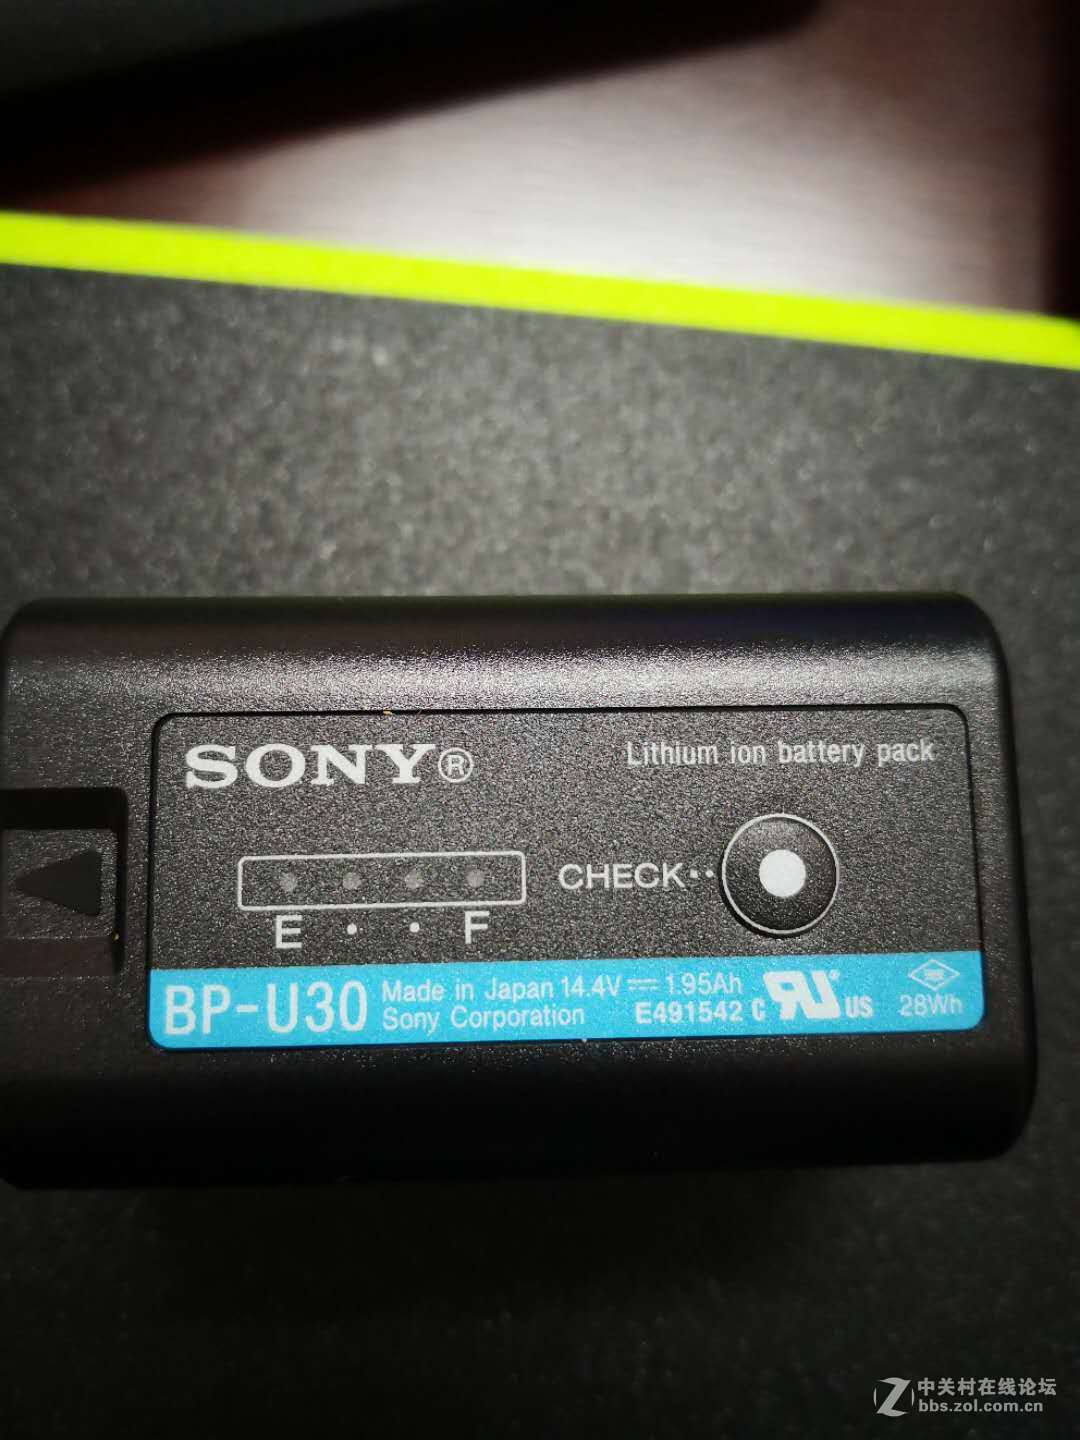 SONY®
Lithium ion battery pack
CHECK··
E · · F
BP-U30
Made in Japan 14.4V ⎓ 1.95Ah
Sony Corporation
E491542 C RU US
28Wh
中关村在线论坛
bbs.zol.com.cn